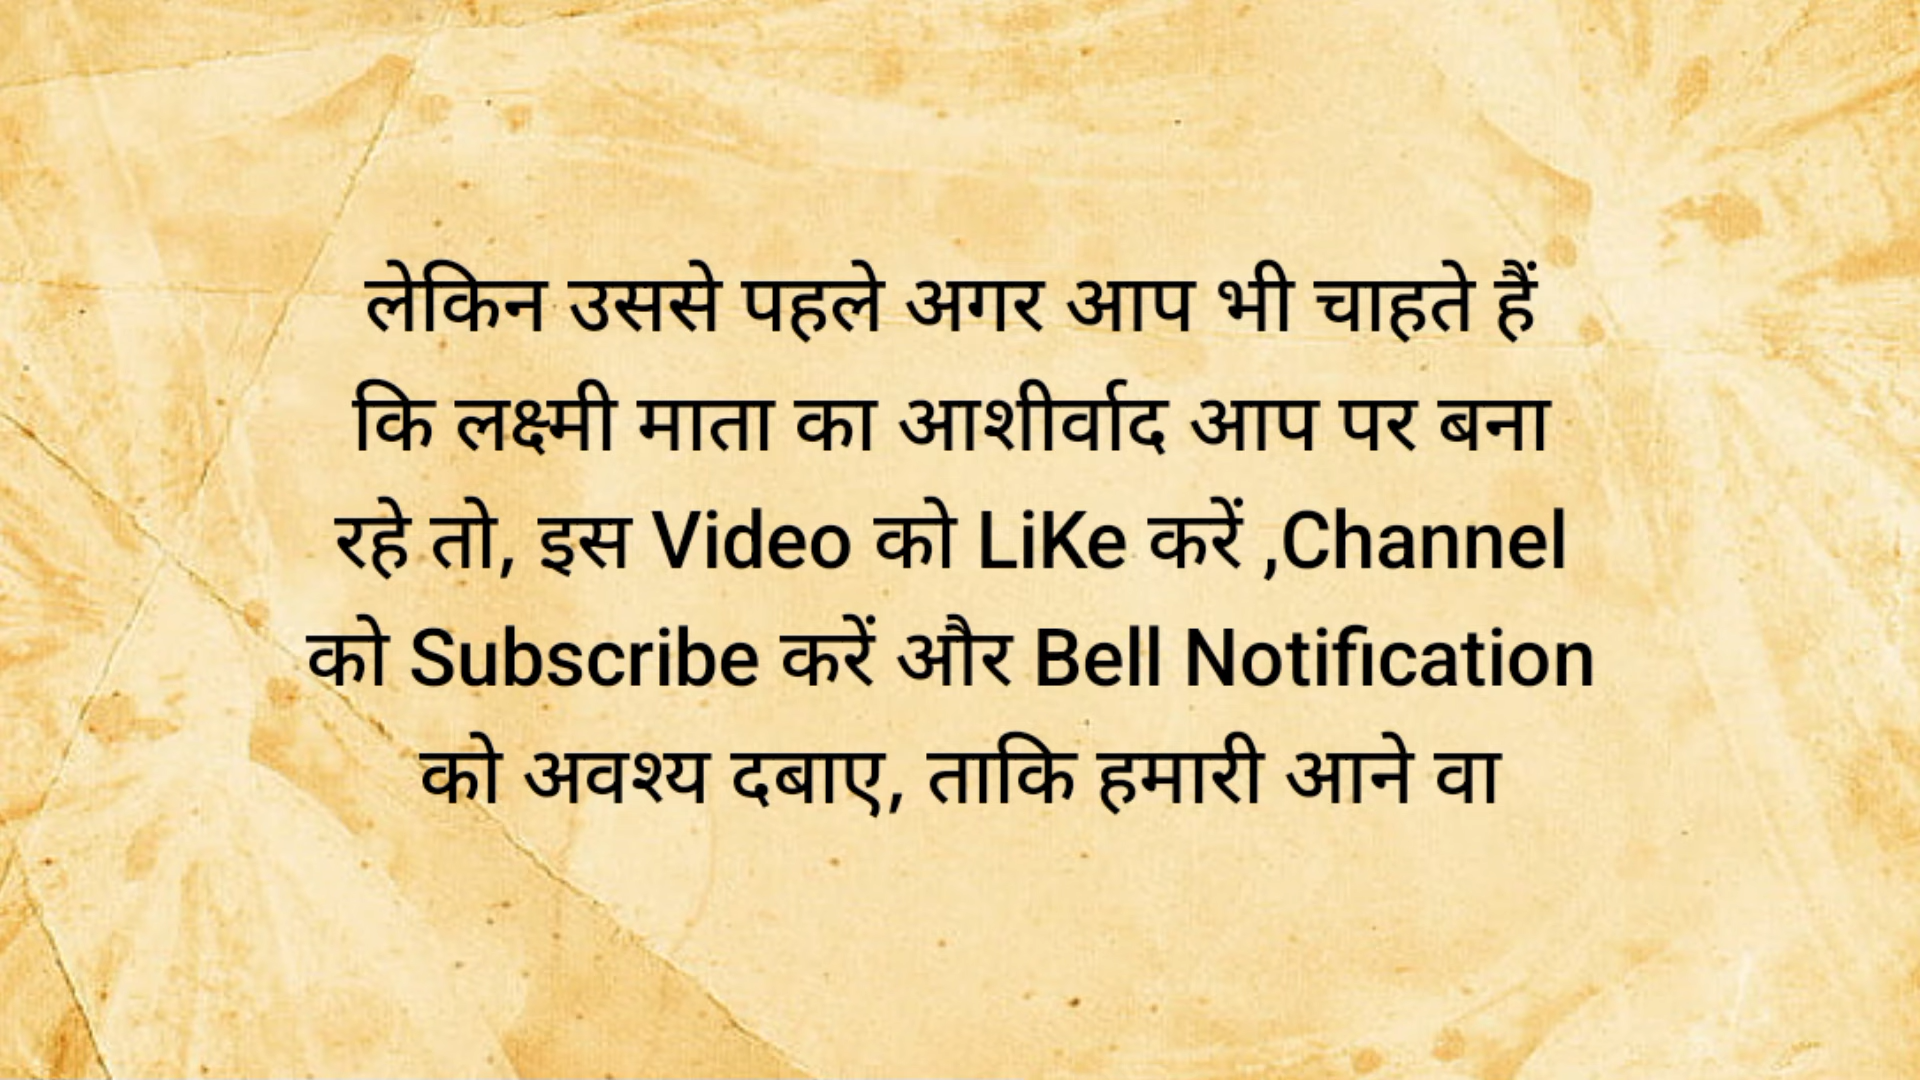 लेकिन उससे पहले अगर आप भी चाहते हैं
कि लक्ष्मी माता का आशीर्वाद आप पर बना
रहे तो, इस Video को LiKe करें ,Channel
को Subscribe करें और Bell Notification
को अवश्य दबाए, ताकि हमारी आने वा